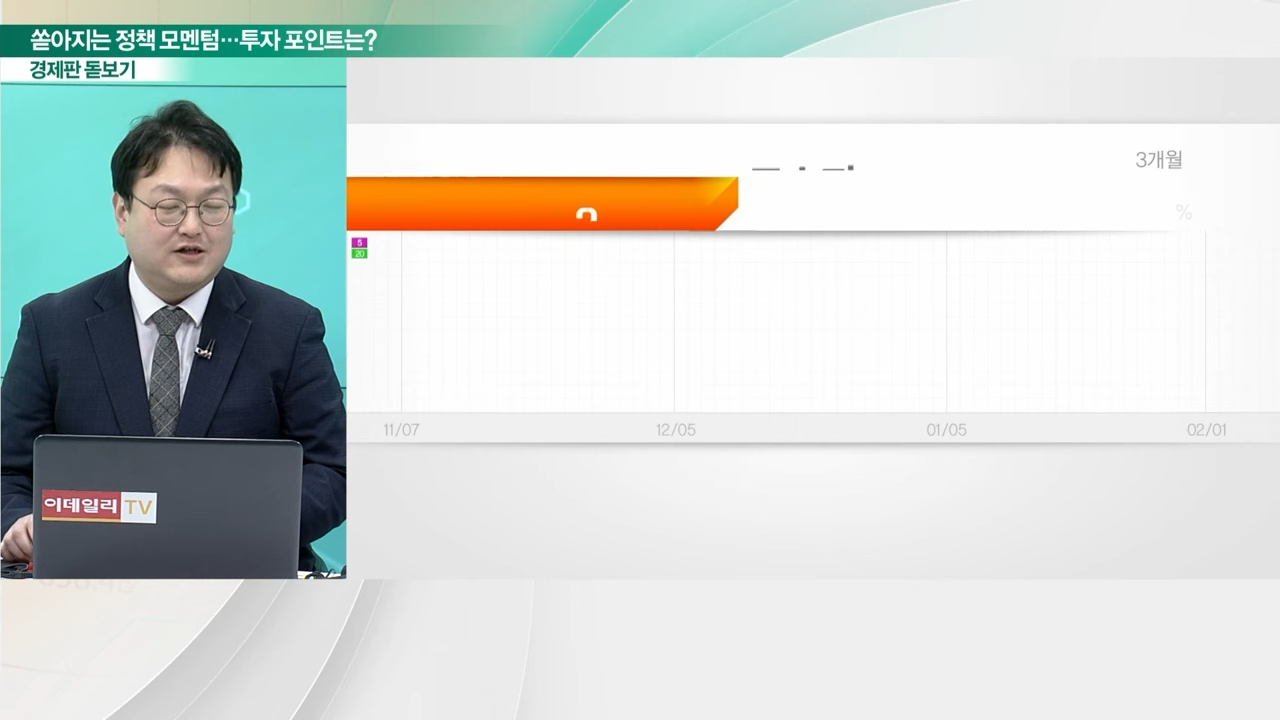 쏟아지는 정책 모멘텀…투자 포인트는?
경제판 돋보기
3개월
%
5
20
11/07
12/05
01/05
02/01
이데일리 TV